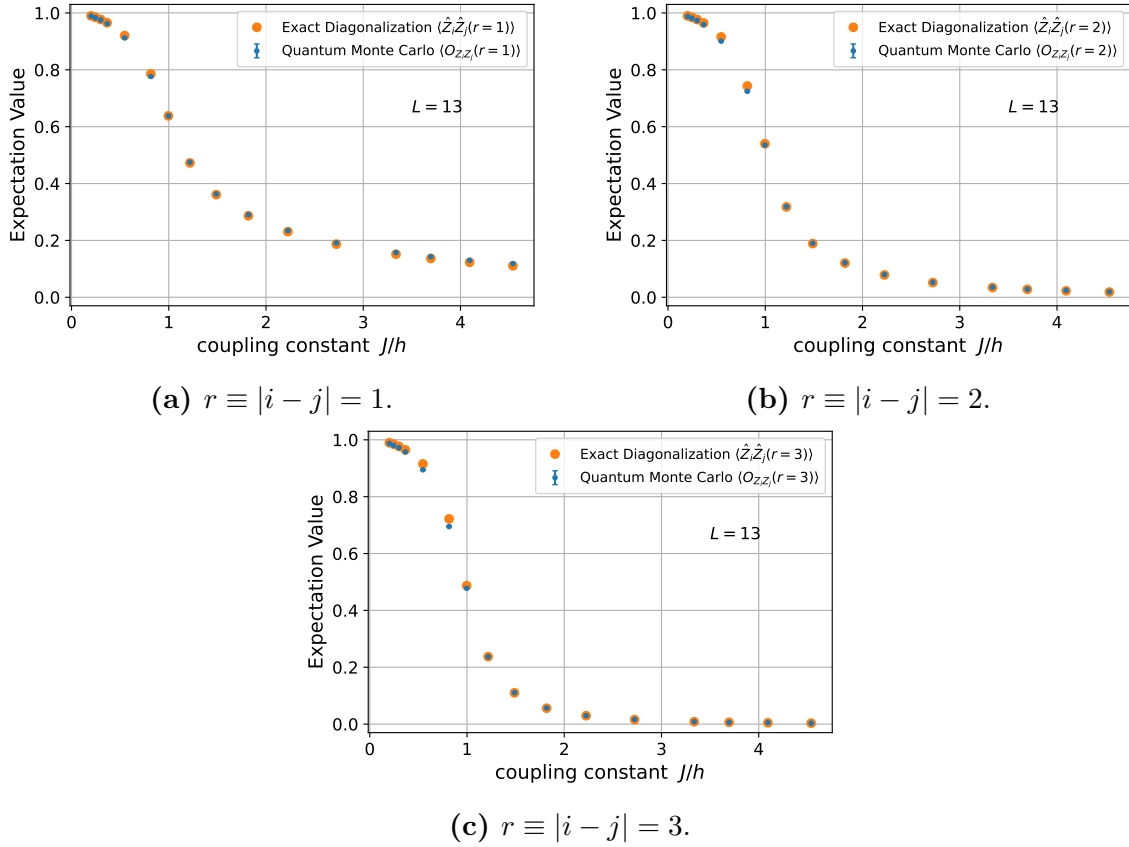 Exact Diagonalization ⟨Ẑ_iẐ_j(r = 1)⟩
Quantum Monte Carlo ⟨O_{Z_iZ_j}(r = 1)⟩
L = 13
Expectation Value
1.0
0.8
0.6
0.4
0.2
0.0
0 1 2 3 4
coupling constant J/h
(a) r ≡ |i − j| = 1.
Exact Diagonalization ⟨Ẑ_iẐ_j(r = 2)⟩
Quantum Monte Carlo ⟨O_{Z_iZ_j}(r = 2)⟩
L = 13
Expectation Value
1.0
0.8
0.6
0.4
0.2
0.0
0 1 2 3 4
coupling constant J/h
(b) r ≡ |i − j| = 2.
Exact Diagonalization ⟨Ẑ_iẐ_j(r = 3)⟩
Quantum Monte Carlo ⟨O_{Z_iZ_j}(r = 3)⟩
L = 13
Expectation Value
1.0
0.8
0.6
0.4
0.2
0.0
0 1 2 3 4
coupling constant J/h
(c) r ≡ |i − j| = 3.